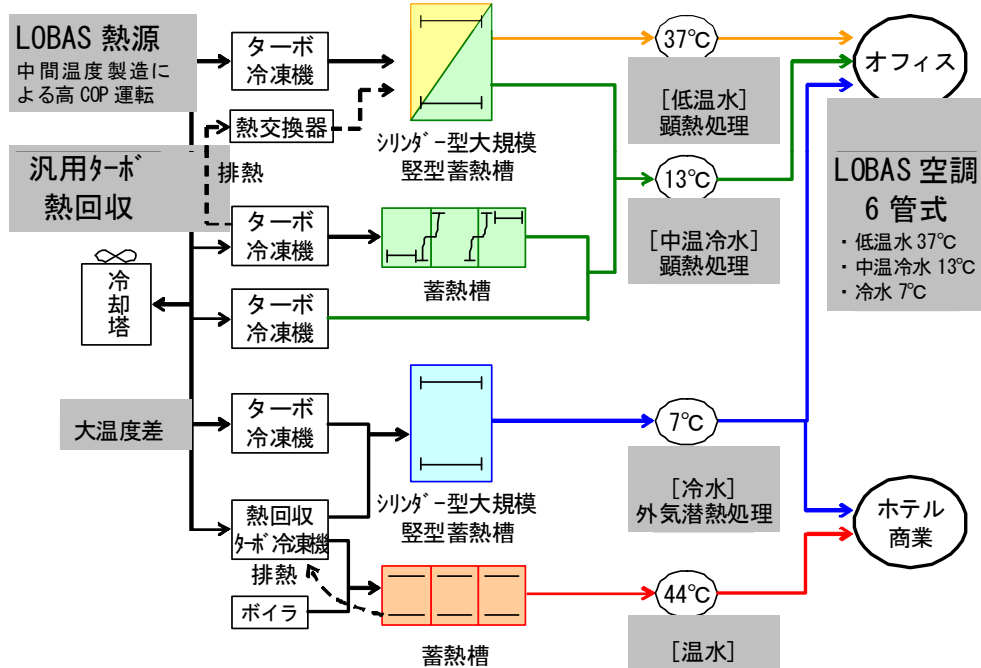 LOBAS 熱源
中間温度製造に
よる高 COP 運転
ターボ
冷凍機
37℃
オフィス
[低温水]
顕熱処理
熱交換器
シリンダー型大規模
竪型蓄熱槽
汎用ターボ
熱回収
排熱
13℃
LOBAS 空調
6 管式
・ 低温水 37℃
・ 中温冷水 13℃
・ 冷水 7℃
ターボ
冷凍機
[中温冷水]
顕熱処理
蓄熱槽
冷
却
塔
ターボ
冷凍機
大温度差
ターボ
冷凍機
7℃
[冷水]
外気潜熱処理
シリンダー型大規模
竪型蓄熱槽
ホテル
商業
熱回収
ターボ冷凍機
排熱
ボイラ
44℃
蓄熱槽
[温水]